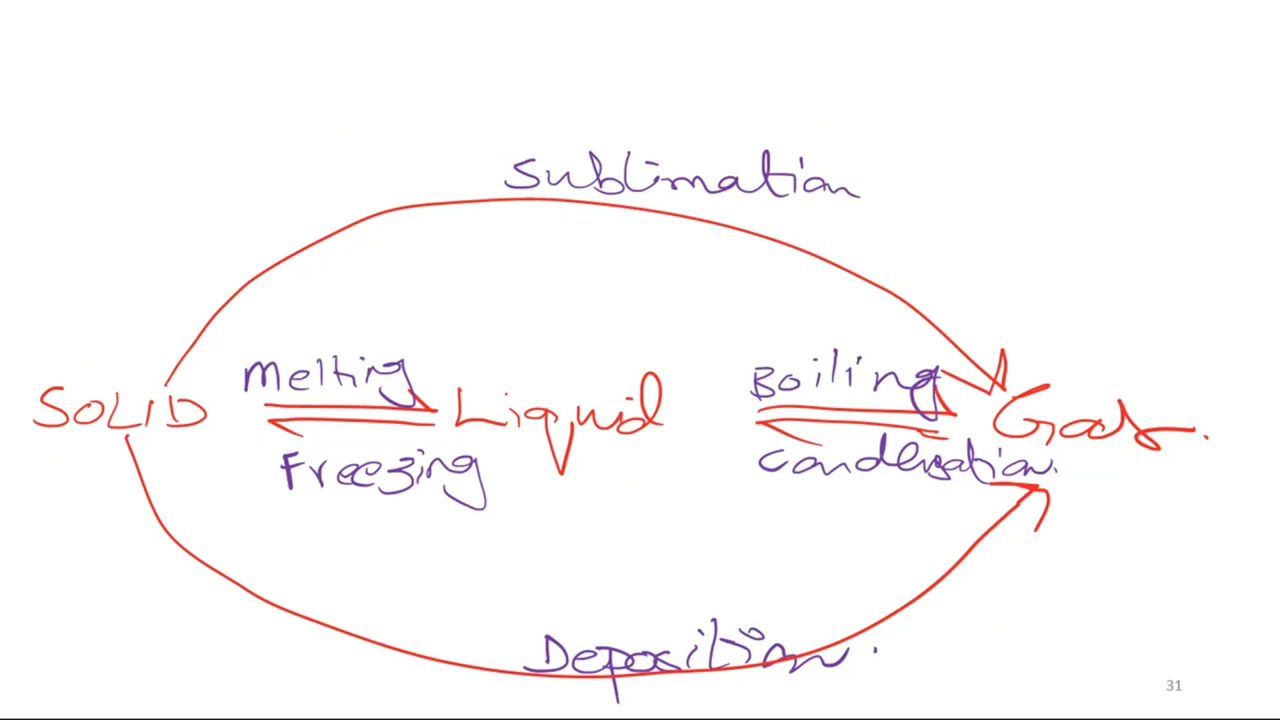 Sublimation
Melting
Boiling
SOLID
Liquid
Gas.
Freezing
Condensation.
Deposition.
31